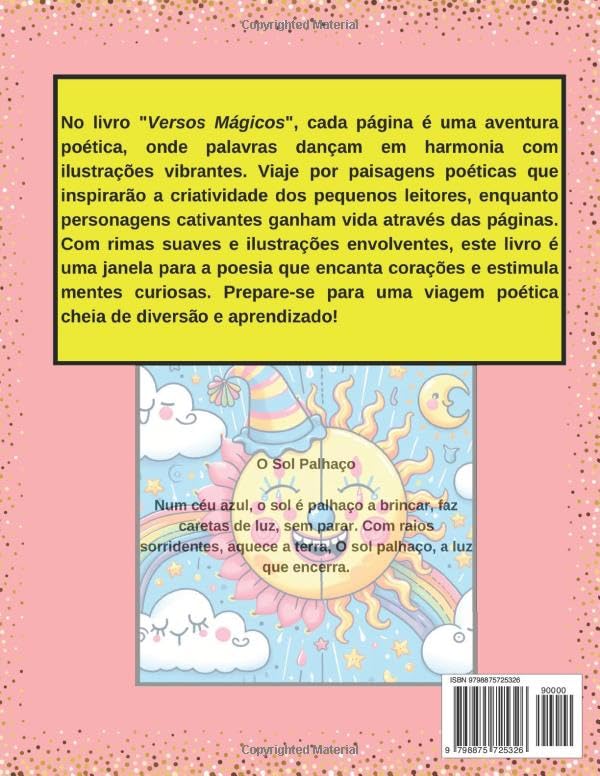 Copyrighted Material
No livro "Versos Mágicos", cada página é uma aventura
poética, onde palavras dançam em harmonia com
ilustrações vibrantes. Viaje por paisagens poéticas que
inspirarão a criatividade dos pequenos leitores, enquanto
personagens cativantes ganham vida através das páginas.
Com rimas suaves e ilustrações envolventes, este livro é
uma janela para a poesia que encanta corações e estimula
mentes curiosas. Prepare-se para uma viagem poética
cheia de diversão e aprendizado!
O Sol Palhaço
Num céu azul, o sol é palhaço a brincar, faz
caretas de luz, sem parar. Com raios
sorridentes, aquece a terra, O sol palhaço, a luz
que encerra.
ISBN 9798875725326
90000
9 798875 725326
Copyrighted Material